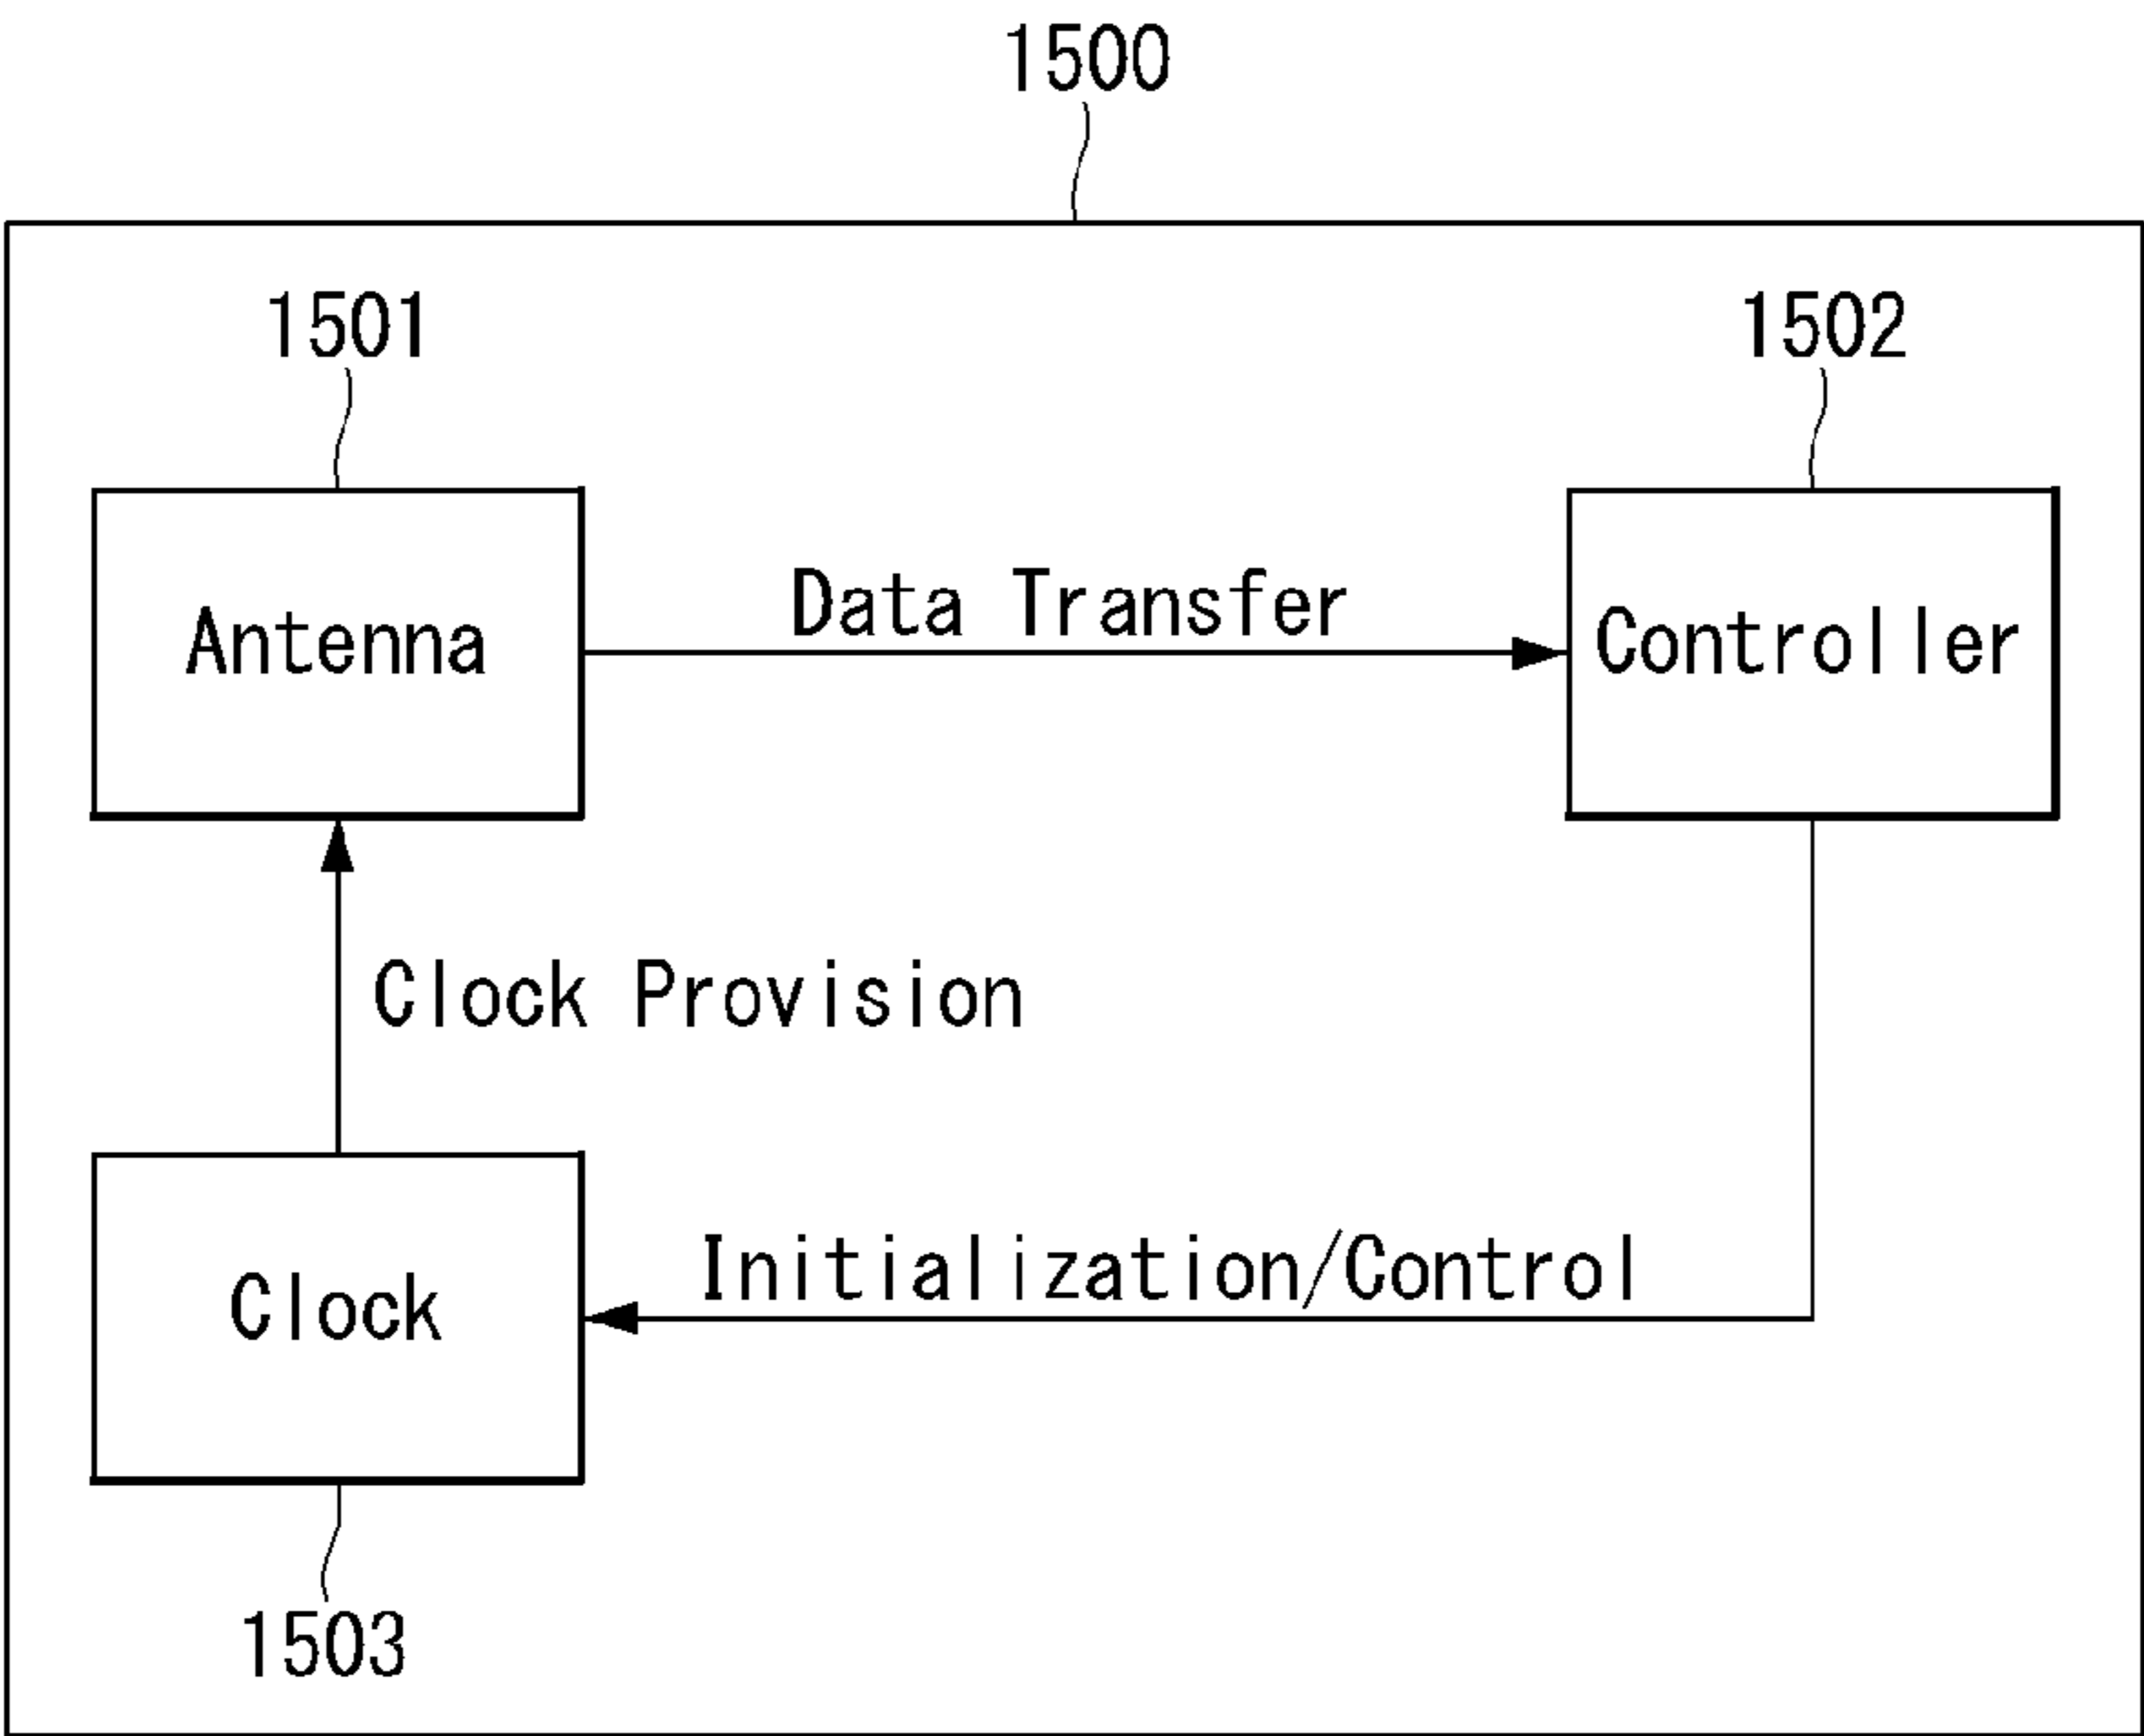 1500
1501
1502
Antenna
Data Transfer
Controller
Clock Provision
Clock
Initialization/Control
1503